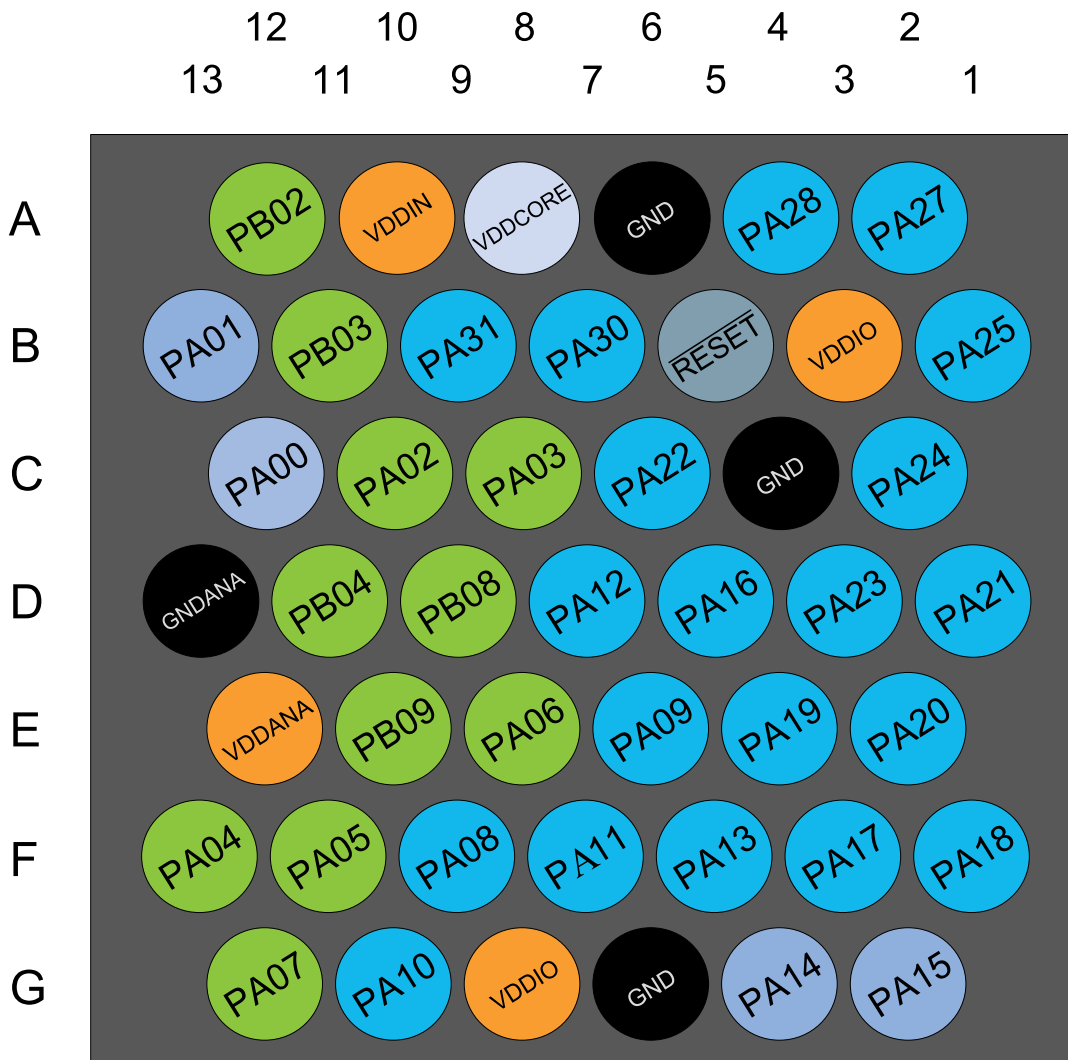 12 10 8 6 4 2
13 11 9 7 5 3 1
A PB02 VDDIN VDDCORE GND PA28 PA27
B PA01 PB03 PA31 PA30 RESET VDDIO PA25
C PA00 PA02 PA03 PA22 GND PA24
D GNDANA PB04 PB08 PA12 PA16 PA23 PA21
E VDDANA PB09 PA06 PA09 PA19 PA20
F PA04 PA05 PA08 PA11 PA13 PA17 PA18
G PA07 PA10 VDDIO GND PA14 PA15